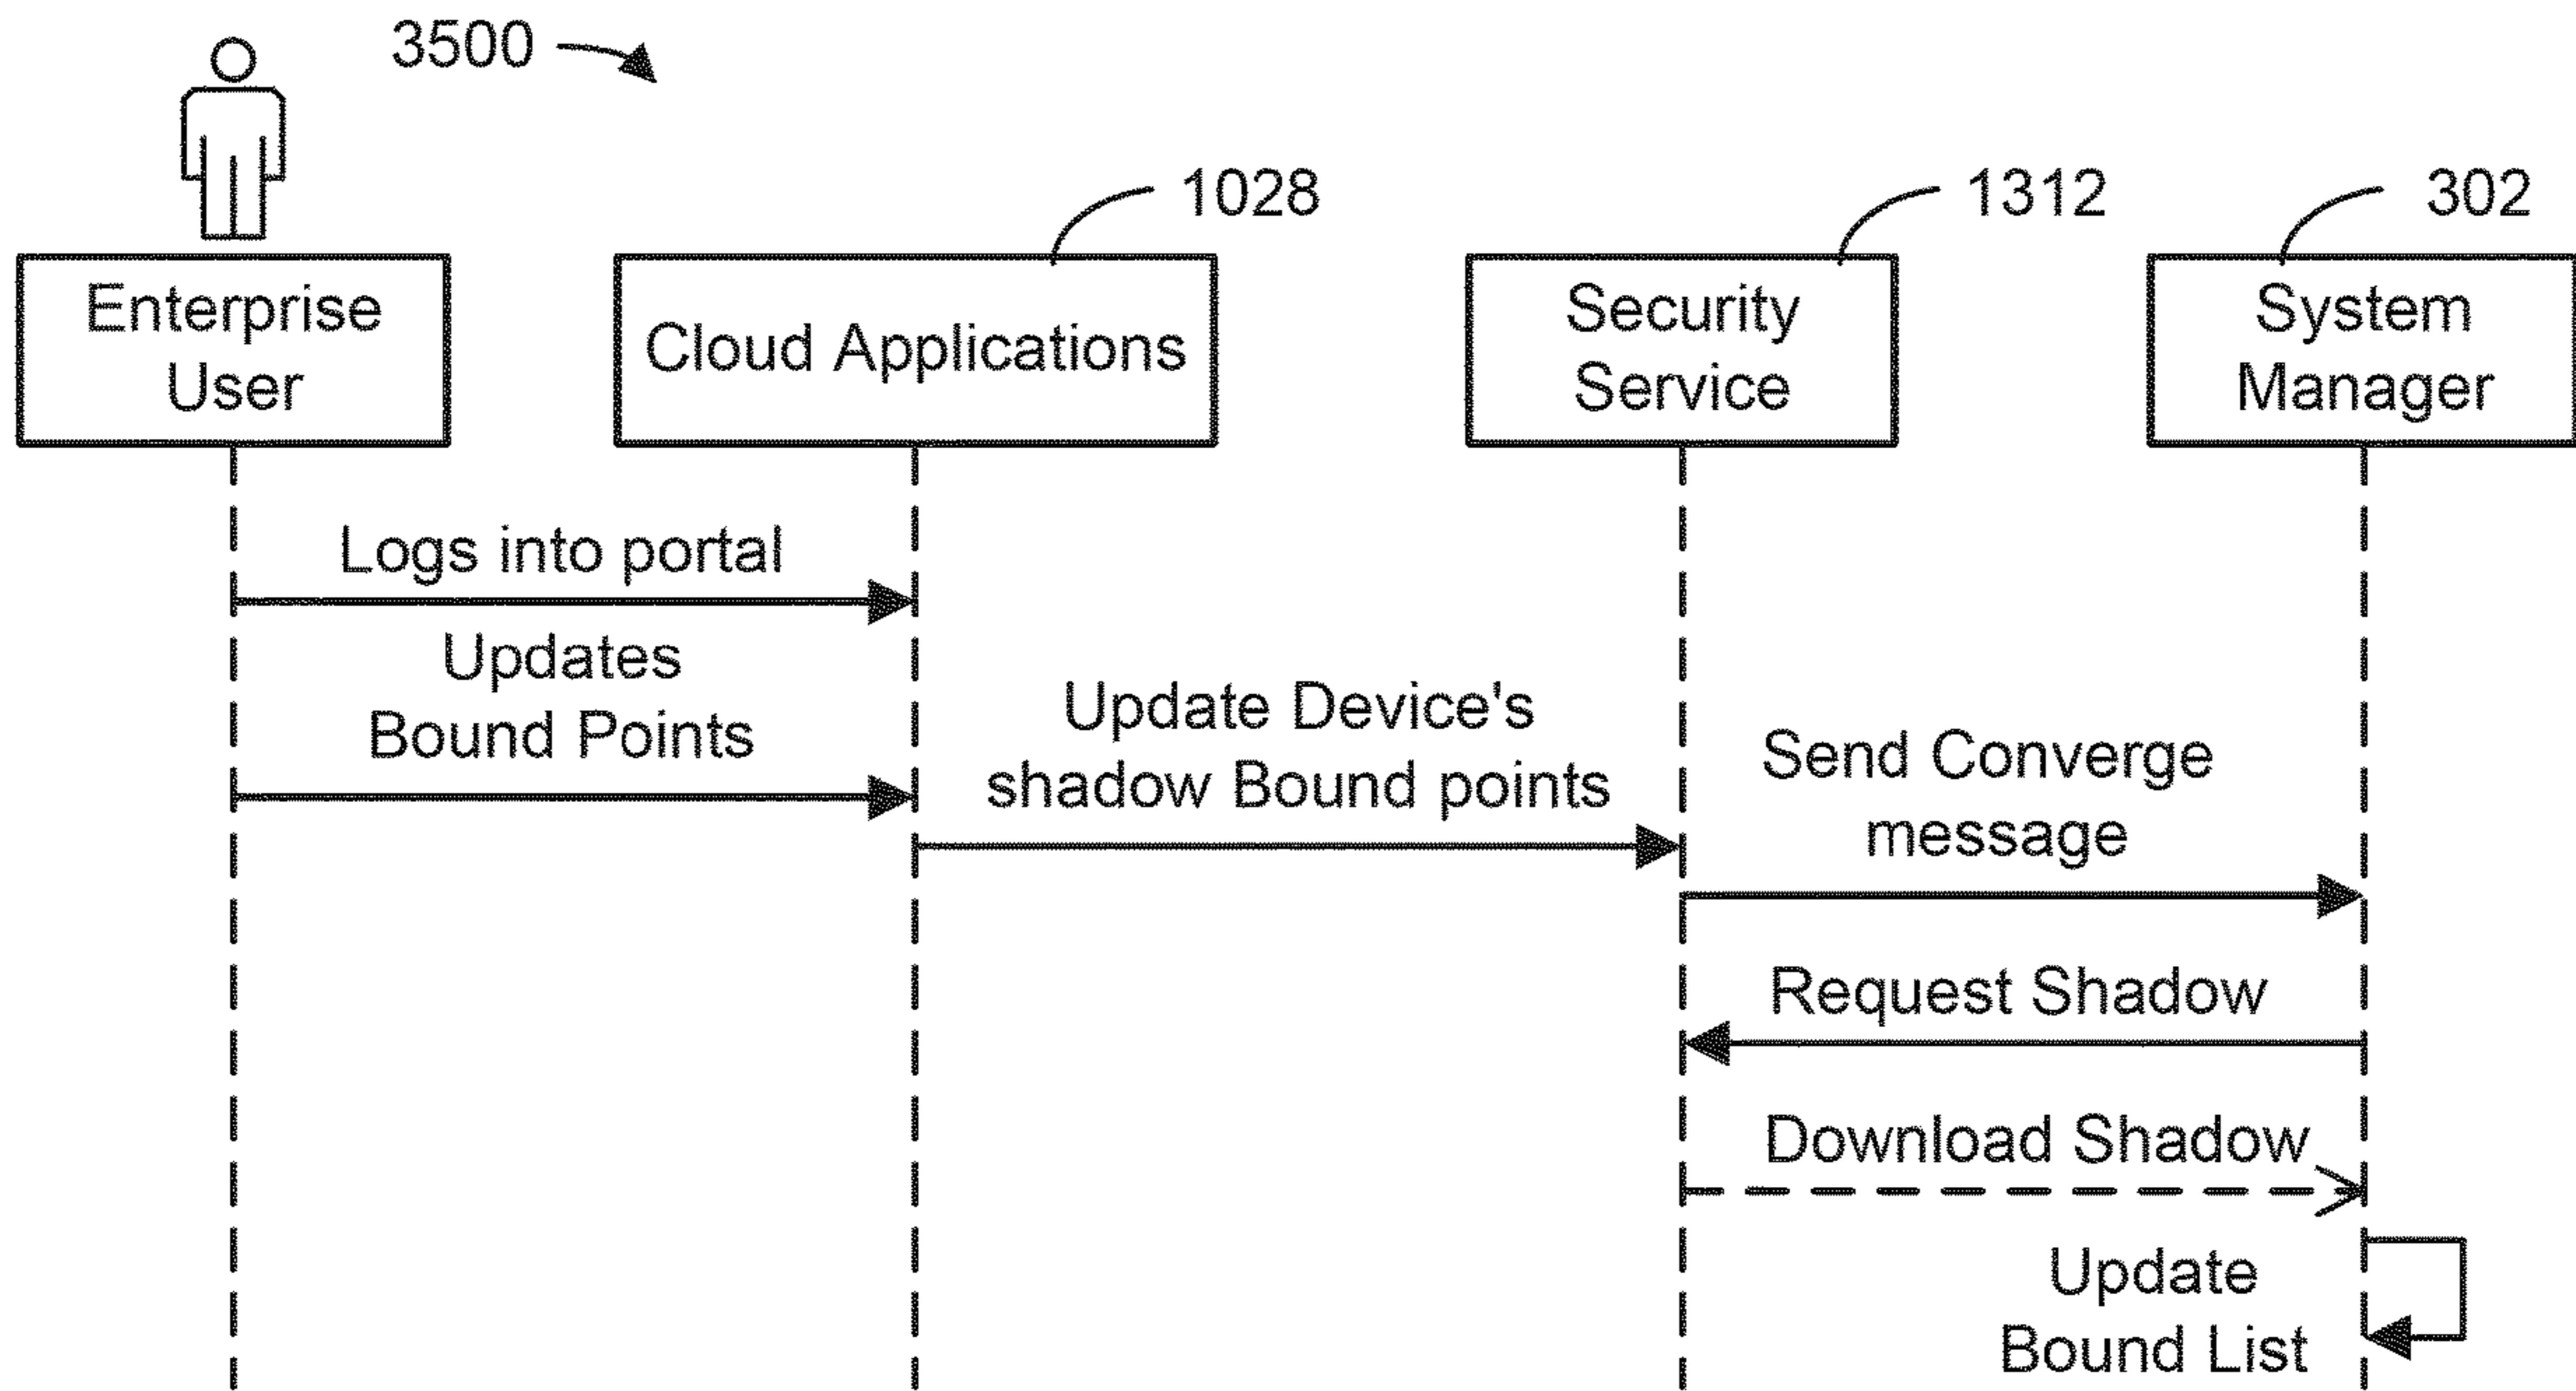 3500
1028
1312
302
Enterprise
User
Cloud Applications
Security
Service
System
Manager
Logs into portal
Updates
Bound Points
Update Device's
shadow Bound points
Send Converge
message
Request Shadow
Download Shadow
Update
Bound List